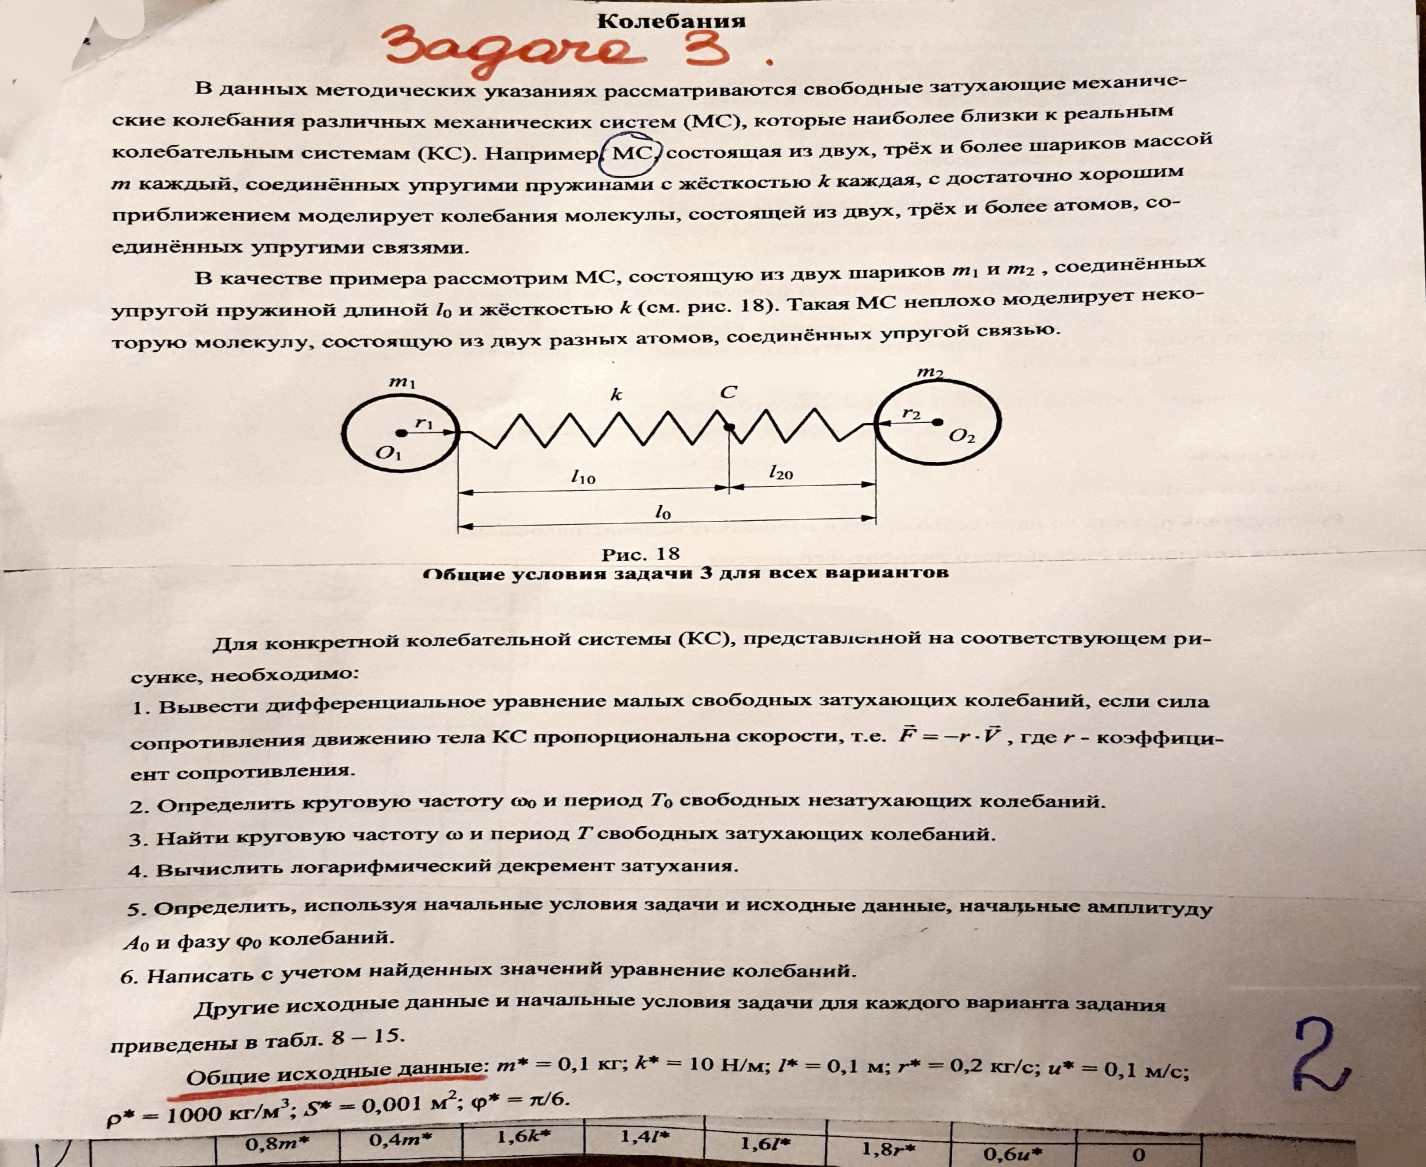 Колебания
Задача 3.
В данных методических указаниях рассматриваются свободные затухающие механиче-
ские колебания различных механических систем (МС), которые наиболее близки к реальным
колебательным системам (КС). Например, МС, состоящая из двух, трёх и более шариков массой
m каждый, соединённых упругими пружинами с жёсткостью k каждая, с достаточно хорошим
приближением моделирует колебания молекулы, состоящей из двух, трёх и более атомов, со-
единённых упругими связями.
В качестве примера рассмотрим МС, состоящую из двух шариков m₁ и m₂ , соединённых
упругой пружиной длиной l₀ и жёсткостью k (см. рис. 18). Такая МС неплохо моделирует неко-
торую молекулу, состоящую из двух разных атомов, соединённых упругой связью.
m₁ k C m₂
r₁ r₂
O₁ O₂
l₁₀ l₂₀
l₀
Рис. 18
Общие условия задачи 3 для всех вариантов
Для конкретной колебательной системы (КС), представленной на соответствующем ри-
сунке, необходимо:
1. Вывести дифференциальное уравнение малых свободных затухающих колебаний, если сила
сопротивления движению тела КС пропорциональна скорости, т.е. F⃗ = −r · V⃗ , где r - коэффици-
ент сопротивления.
2. Определить круговую частоту ω₀ и период T₀ свободных незатухающих колебаний.
3. Найти круговую частоту ω и период T свободных затухающих колебаний.
4. Вычислить логарифмический декремент затухания.
5. Определить, используя начальные условия задачи и исходные данные, начальные амплитуду
A₀ и фазу φ₀ колебаний.
6. Написать с учетом найденных значений уравнение колебаний.
Другие исходные данные и начальные условия задачи для каждого варианта задания
приведены в табл. 8 – 15.
Общие исходные данные: m* = 0,1 кг; k* = 10 Н/м; l* = 0,1 м; r* = 0,2 кг/с; u* = 0,1 м/с;
ρ* = 1000 кг/м³; S* = 0,001 м²; φ* = π/6.
2
0,8m* 0,4m* 1,6k* 1,4l* 1,6l* 1,8r* 0,6u* 0